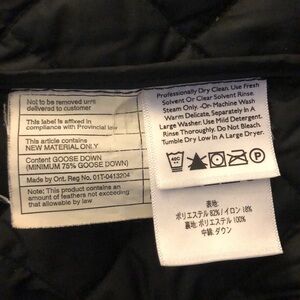 Not to be removed until
delivered to customer
This label is affixed in
compliance with Provincial law
This article contains
NEW MATERIAL ONLY
Content GOOSE DOWN
(MINIMUM 75% GOOSE DOWN)
Made by Ont. Reg No. 01T-0413204
Note: This product contains an
amount of feathers not exceeding
that allowable by law
Professionally Dry Clean. Use Fresh
Solvent Or Clear Solvent Rinse.
Steam Only. -Or- Machine Wash
Warm Delicate, Separately In A
Large Washer. Use Mild Detergent.
Rinse Thoroughly. Do Not Bleach
Tumble Dry Low In A Large Dryer.
40C
P
表地:
ポリエステル 82% / イロン 18%
裏地: ポリエステル 100%
中綿: ダウン